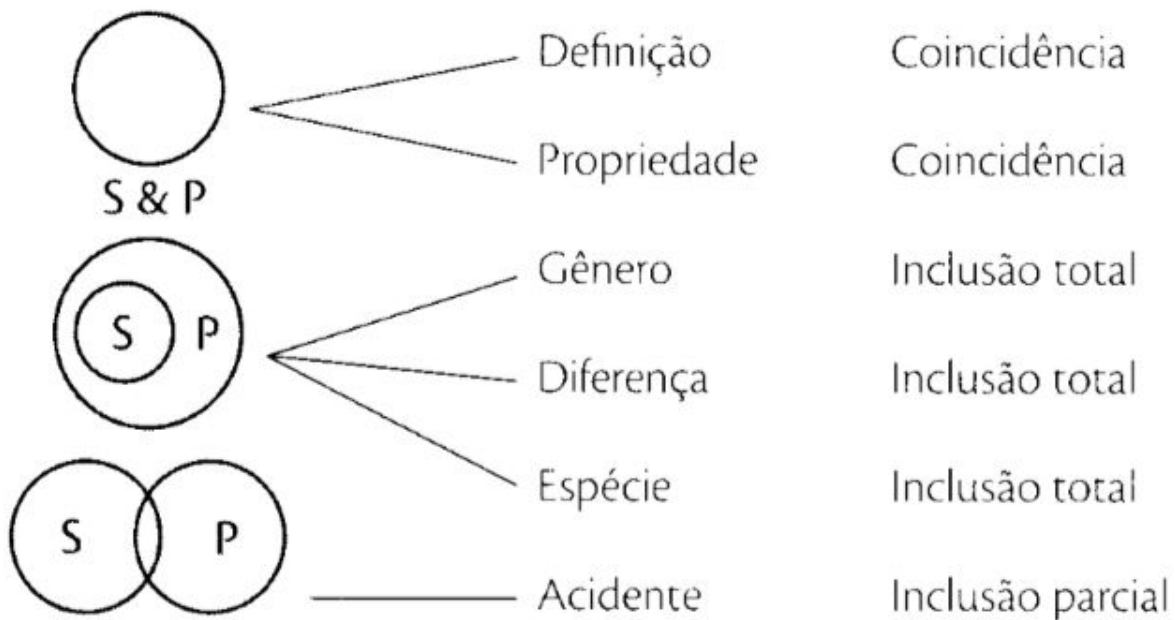 Definição Coincidência
Propriedade Coincidência
S & P
Gênero Inclusão total
S P
Diferença Inclusão total
Espécie Inclusão total
S P
Acidente Inclusão parcial